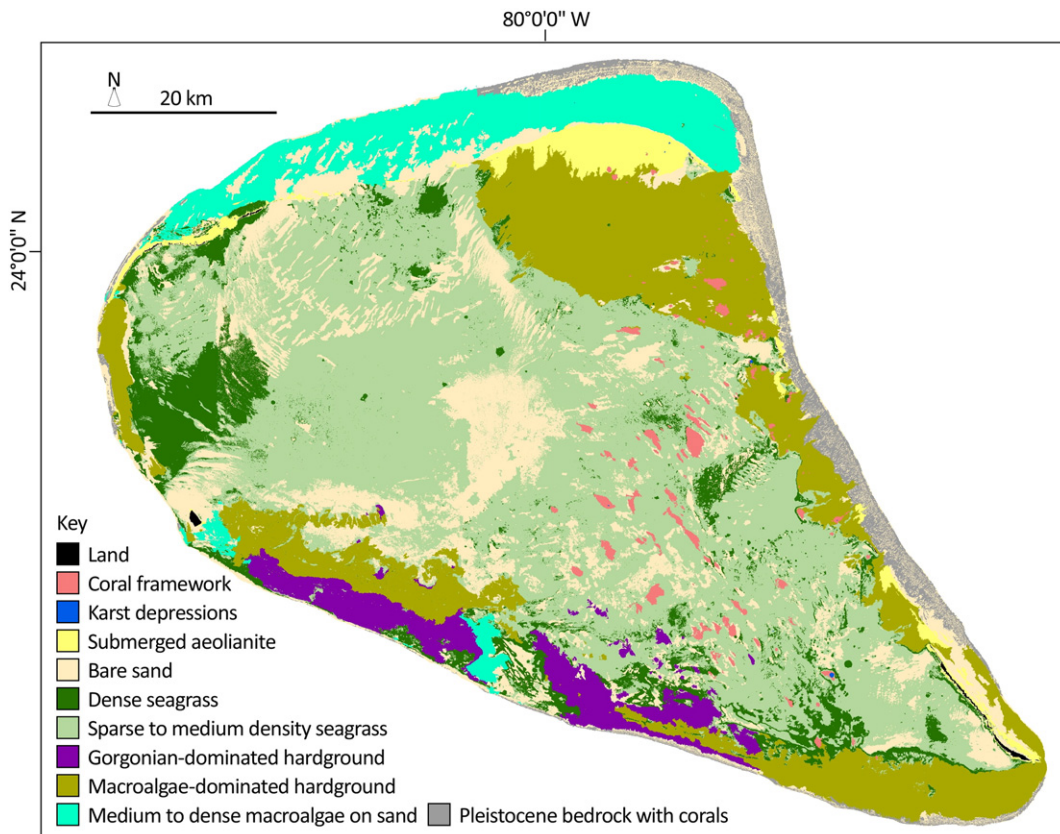 80°0'0" W
N
20 km
24°0'0" N
Key
Land
Coral framework
Karst depressions
Submerged aeolianite
Bare sand
Dense seagrass
Sparse to medium density seagrass
Gorgonian-dominated hardground
Macroalgae-dominated hardground
Medium to dense macroalgae on sand
Pleistocene bedrock with corals